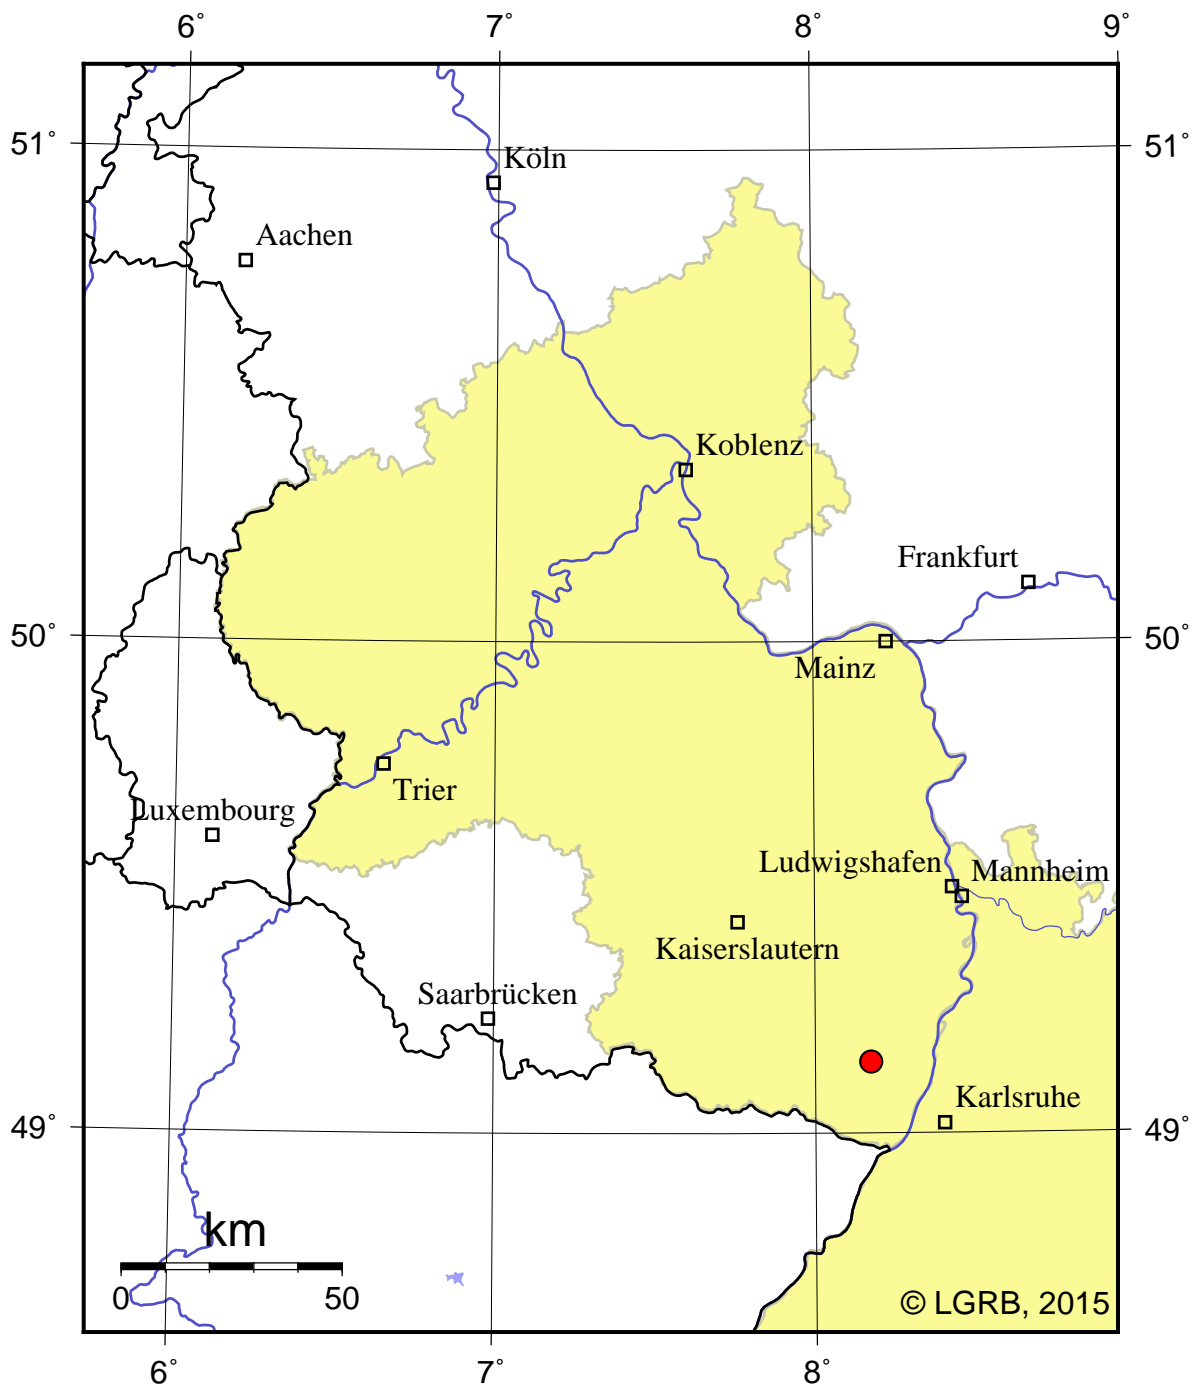 6° 7° 8° 9°
51° 51°
Köln
Aachen
Koblenz
Frankfurt
50° 50°
Mainz
Trier
Luxembourg
Ludwigshafen
Mannheim
Kaiserslautern
Saarbrücken
Karlsruhe
49° 49°
km
0 50
© LGRB, 2015
6° 7° 8°